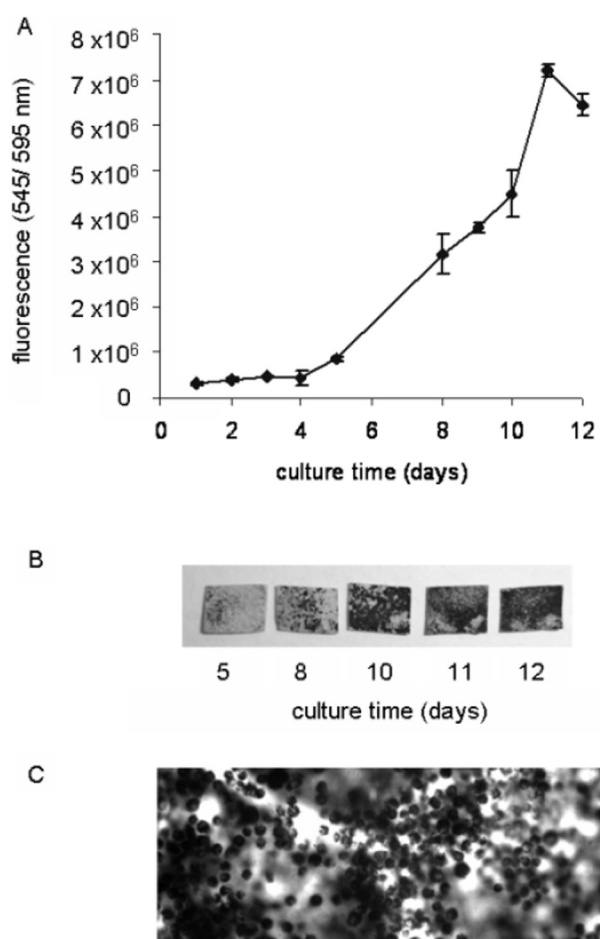 A
fluorescence (545/ 595 nm)
8 x10⁶
7 x10⁶
6 x10⁶
5 x10⁶
4 x10⁶
3 x10⁶
2 x10⁶
1 x10⁶
0
0 2 4 6 8 10 12
culture time (days)
B
5 8 10 11 12
culture time (days)
C